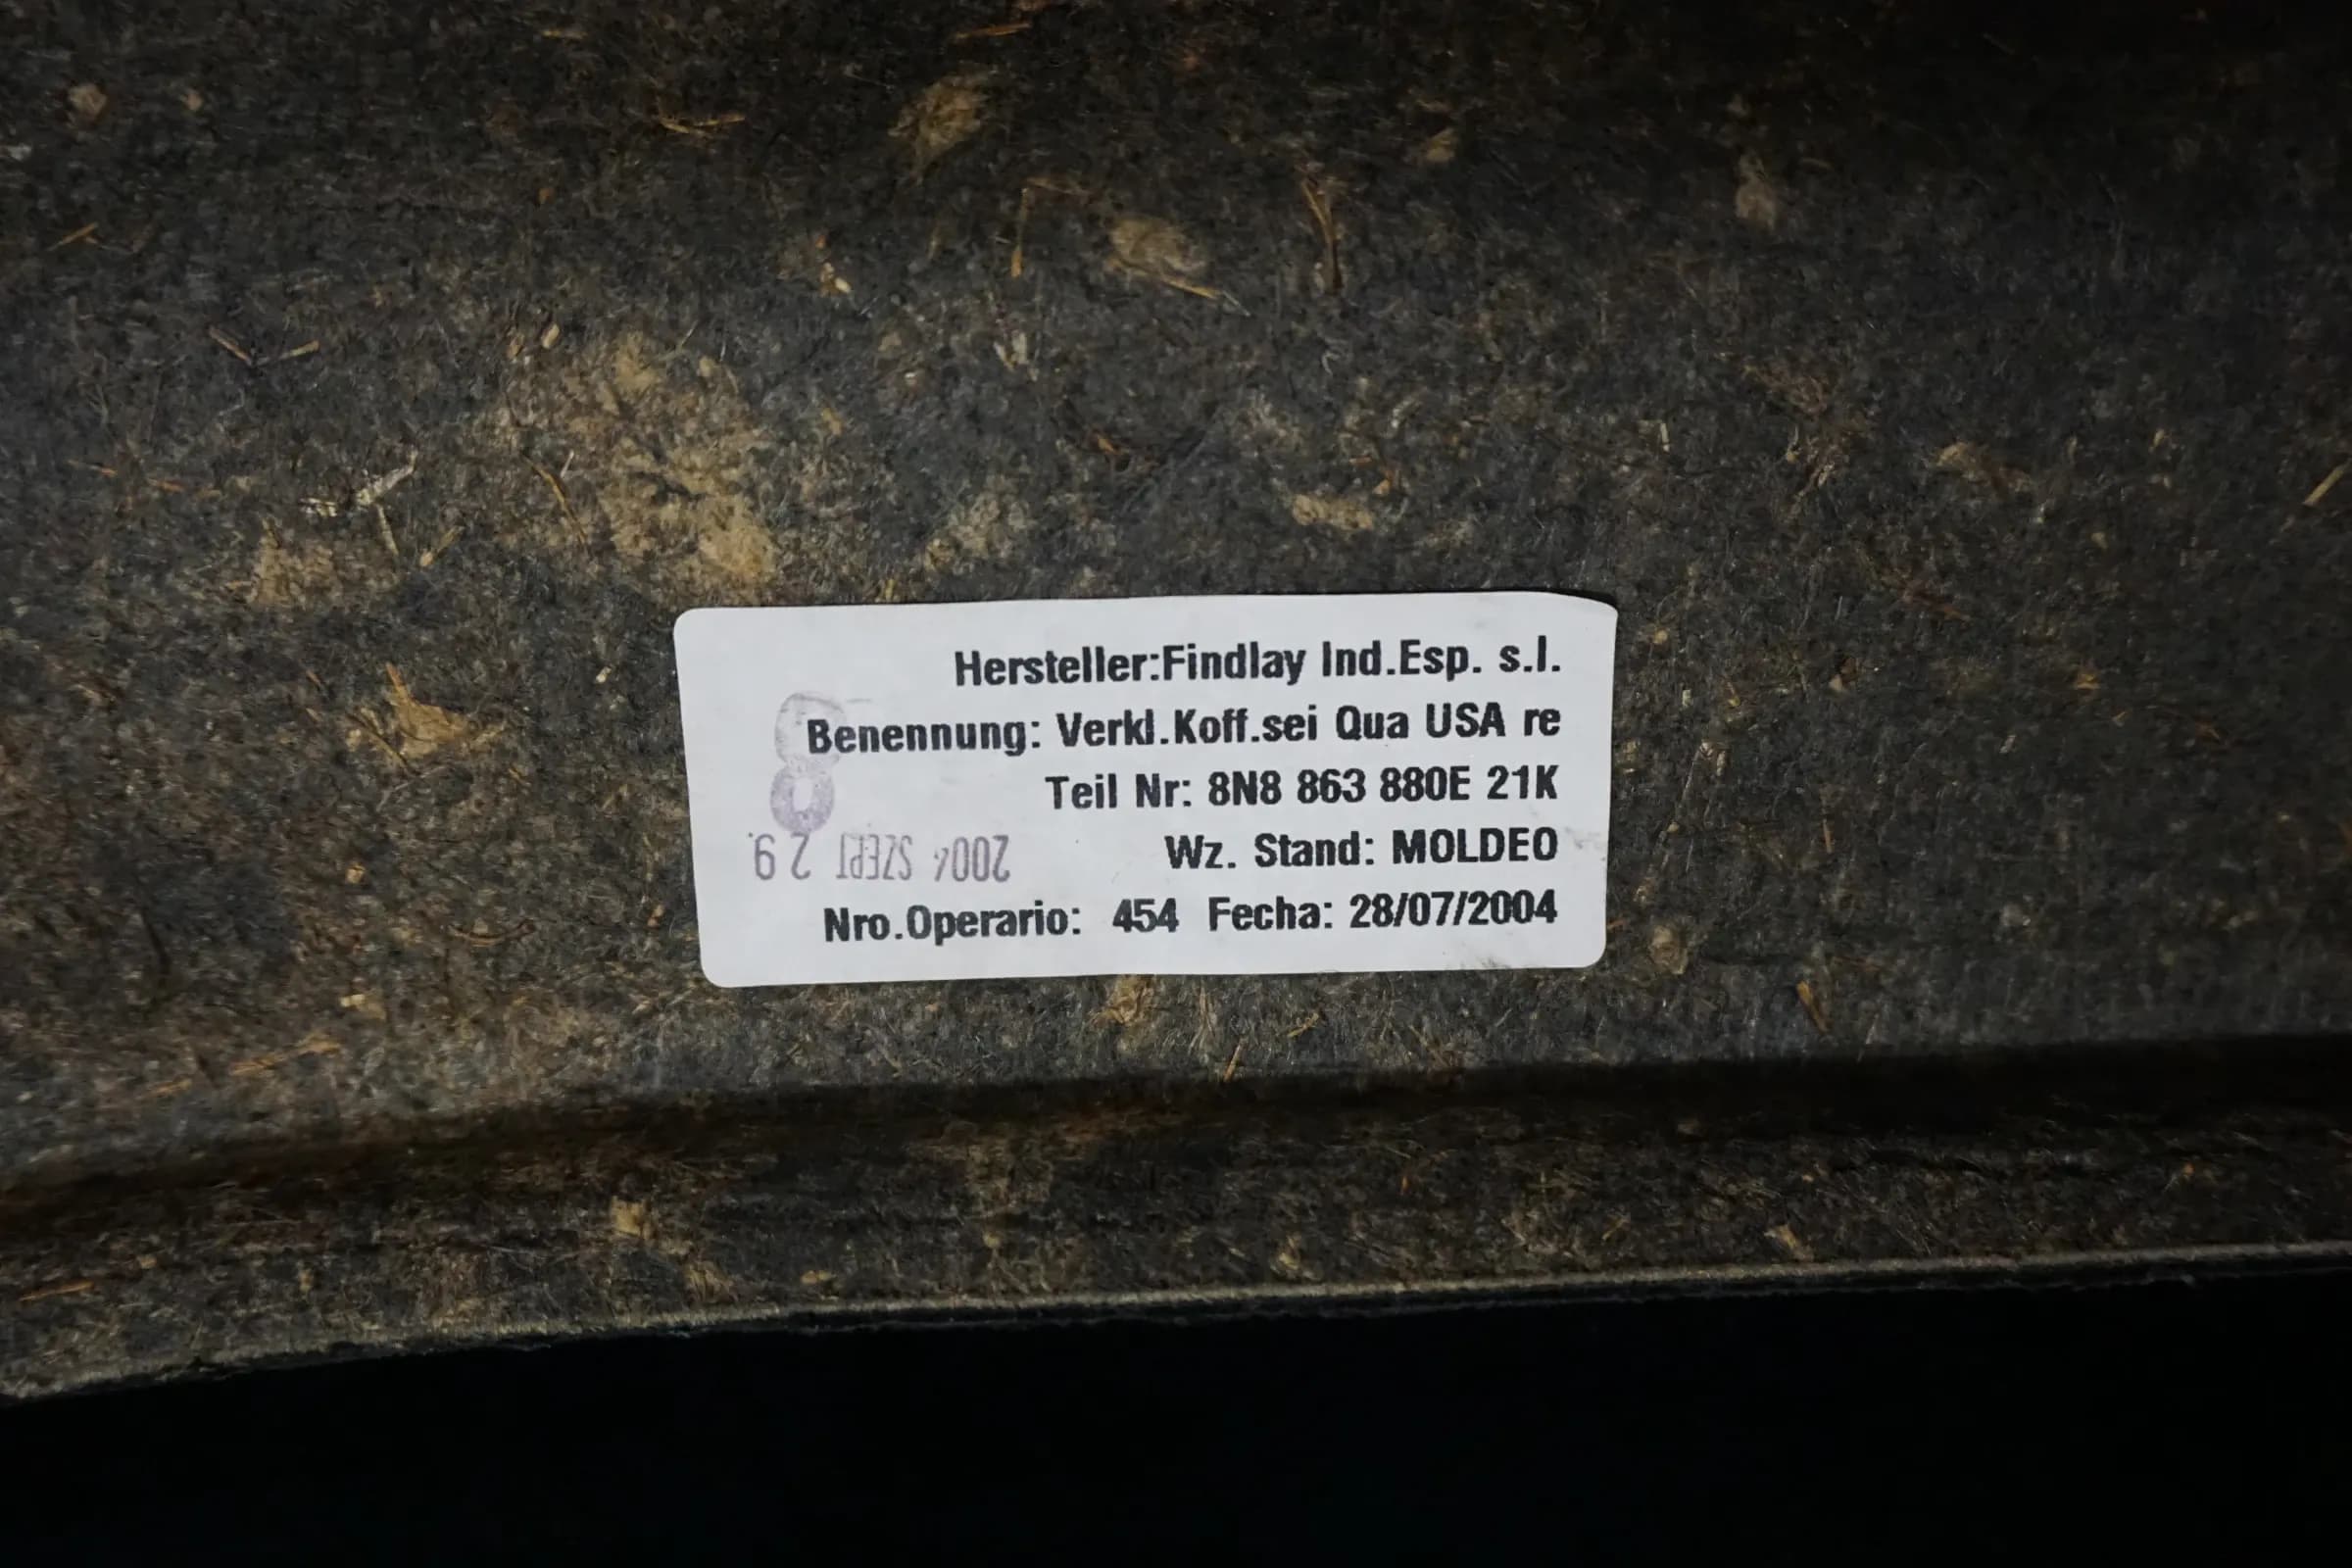 Hersteller:Findlay Ind.Esp. s.l.
Benennung: Verkl.Koff.sei Qua USA re
Teil Nr: 8N8 863 880E 21K
Wz. Stand: MOLDEO
Nro.Operario: 454 Fecha: 28/07/2004
8
2004 SZEPT 29.